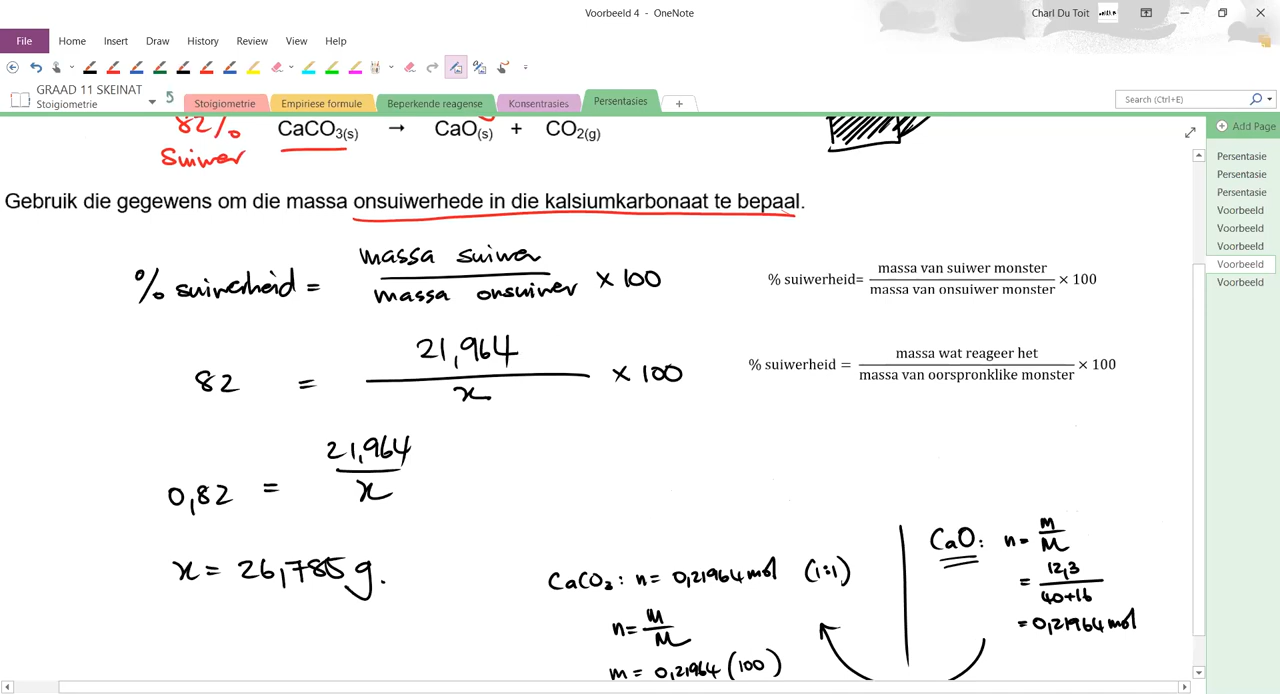 Voorbeeld 4 - OneNote
Charl Du Toit
File Home Insert Draw History Review View Help
GRAAD 11 SKEINAT
Stoigiometrie
Stoigiometrie Empiriese formule Beperkende reagense Konsentrasies Persentasies +
Search (Ctrl+E)
Add Page
Persentasie
Persentasie
Persentasie
Voorbeeld
Voorbeeld
Voorbeeld
Voorbeeld
Voorbeeld
82%
Suiwer
CaCO₃(s) → CaO(s) + CO₂(g)
Gebruik die gegewens om die massa onsuiwerhede in die kalsiumkarbonaat te bepaal.
% suiwerheid = massa suiwer / massa onsuiwer × 100
% suiwerheid= massa van suiwer monster / massa van onsuiwer monster × 100
82 = 21,964 / x × 100
% suiwerheid = massa wat reageer het / massa van oorspronklike monster × 100
0,82 = 21,964 / x
x = 26,785 g.
CaCO₃: n = 0,21964 mol (1:1)
n = m / M
m = 0,21964 (100)
CaO: n = m / M
= 12,3 / 40+16
= 0,21964 mol